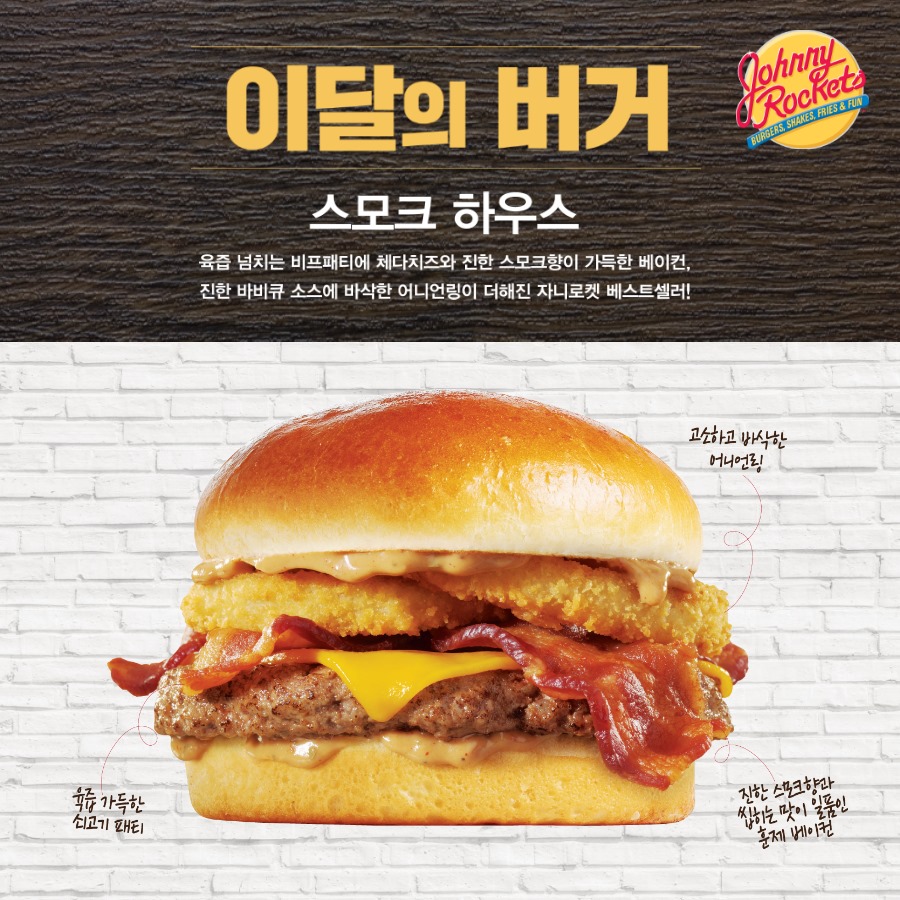 이달의 버거
Johnny
Rockets
BURGERS, SHAKES, FRIES & FUN
스모크 하우스
육즙 넘치는 비프패티에 체다치즈와 진한 스모크향이 가득한 베이컨,
진한 바비큐 소스에 바삭한 어니언링이 더해진 자니로켓 베스트셀러!
고소하고 바삭한
어니언링
육즙 가득한
쇠고기 패티
진한 스모크향과
씹히는 맛이 일품인
훈제 베이컨